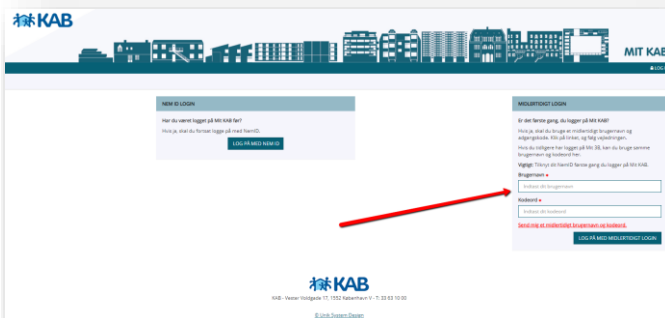 KAB
MIT KAB
LOG
NEM ID LOGIN
Har du været logget på Mit KAB før?
Hvis ja, skal du fortsat logge på med NemID.
LOG PÅ MED NEM ID
MIDLERTIDIGT LOGIN
Er det første gang, du logger på Mit KAB?
Hvis ja, skal du bruge et midlertidigt brugernavn og
adgangskode. Klik på linket, og følg vejledningen.
Hvis du tidligere har logget på Mit 3B, kan du bruge samme
brugernavn og kodeord her.
Vigtigt: Tilknyt dit NemID første gang du logger på Mit KAB.
Brugernavn
Indtast dit brugernavn
Kodeord
Indtast dit kodeord
Send mig et midlertidigt brugernavn og kodeord.
LOG PÅ MED MIDLERTIDIGT LOGIN
KAB
KAB - Vester Voldgade 17, 1552 København V - T: 33 63 10 00
© Unik System Design